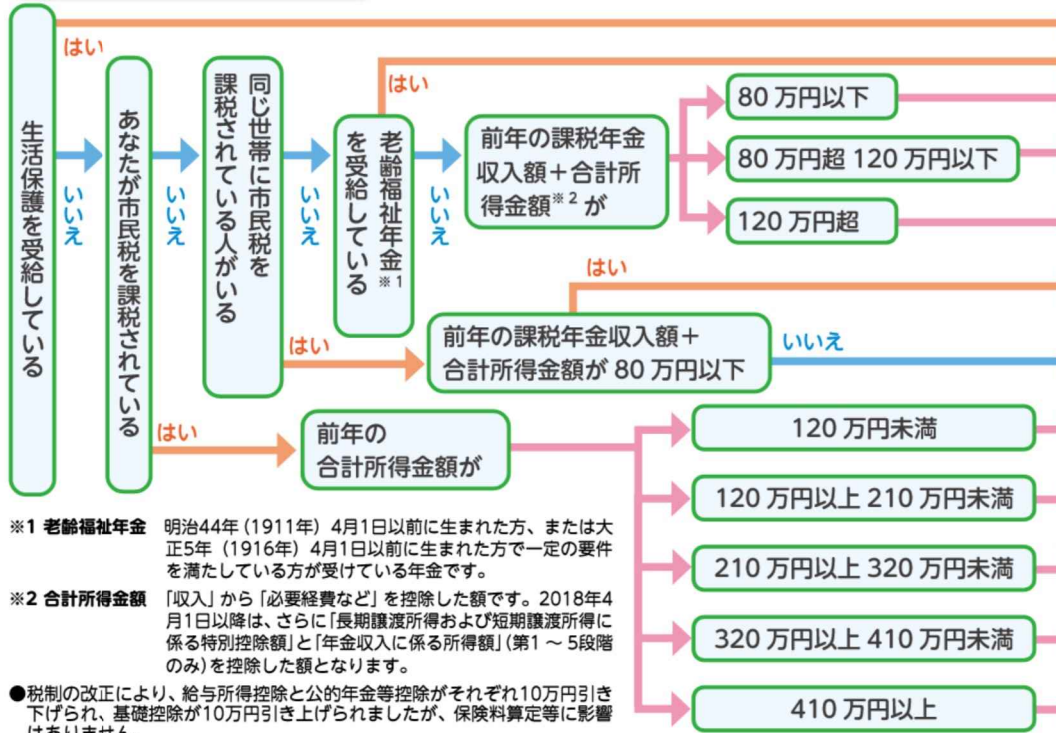 生活保護を受給している
はい
いいえ
あなたが市民税を課税されている
はい
いいえ
同じ世帯に市民税を
課税されている人がいる
はい
いいえ
老齢福祉年金※1
を受給している
はい
いいえ
前年の課税年金
収入額＋合計所
得金額※2が
80万円以下
80万円超 120万円以下
120万円超
前年の課税年金収入額＋
合計所得金額が80万円以下
はい
いいえ
前年の
合計所得金額が
120万円未満
120万円以上 210万円未満
210万円以上 320万円未満
320万円以上 410万円未満
410万円以上
※1 老齢福祉年金 明治44年(1911年) 4月1日以前に生まれた方、または大
正5年 (1916年) 4月1日以前に生まれた方で一定の要件
を満たしている方が受けている年金です。
※2 合計所得金額 「収入」から「必要経費など」を控除した額です。2018年4
月1日以降は、さらに「長期譲渡所得および短期譲渡所得に
係る特別控除額」と「年金収入に係る所得額」(第1～5段階
のみ)を控除した額となります。
●税制の改正により、給与所得控除と公的年金等控除がそれぞれ10万円引き
下げられ、基礎控除が10万円引き上げられましたが、保険料算定等に影響
はありません